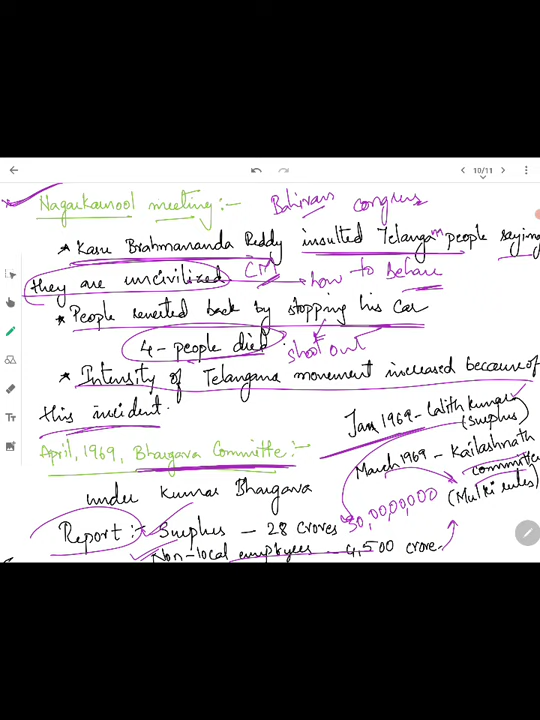 10/11
Nagarkurnool meeting :- Bahiranga congress
* Kasu Brahmananda Reddy insulted Telangana people saying
they are uncivilized CM how to behave
* People reverted back by stopping his car
4 - people died. shoot out
* Intensity of Telangana movement increased because of
this incident.
Jan 1969 - Lalith kumar
(surplus)
April, 1969, Bhargava Committe :-
March 1969 - Kailashnath
committee
(Mulki rules)
under kumar Bhargava
30,00,00,000
Report :- Surplus - 28 crores
Non-local employees - 4,500 crore